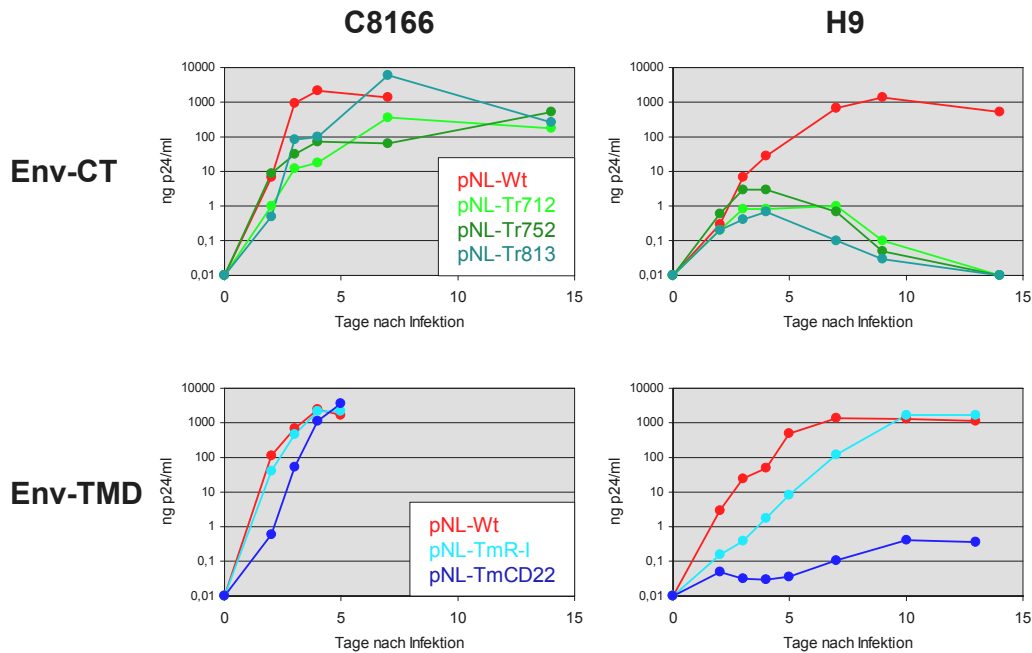 C8166
H9
Env-CT
ng p24/ml
10000
1000
100
10
1
0,1
0,01
0
5
10
15
Tage nach Infektion
pNL-Wt
pNL-Tr712
pNL-Tr752
pNL-Tr813
ng p24/ml
10000
1000
100
10
1
0,1
0,01
0
5
10
15
Tage nach Infektion
Env-TMD
ng p24/ml
10000
1000
100
10
1
0,1
0,01
0
5
10
15
Tage nach Infektion
pNL-Wt
pNL-TmR-I
pNL-TmCD22
ng p24/ml
10000
1000
100
10
1
0,1
0,01
0
5
10
15
Tage nach Infektion